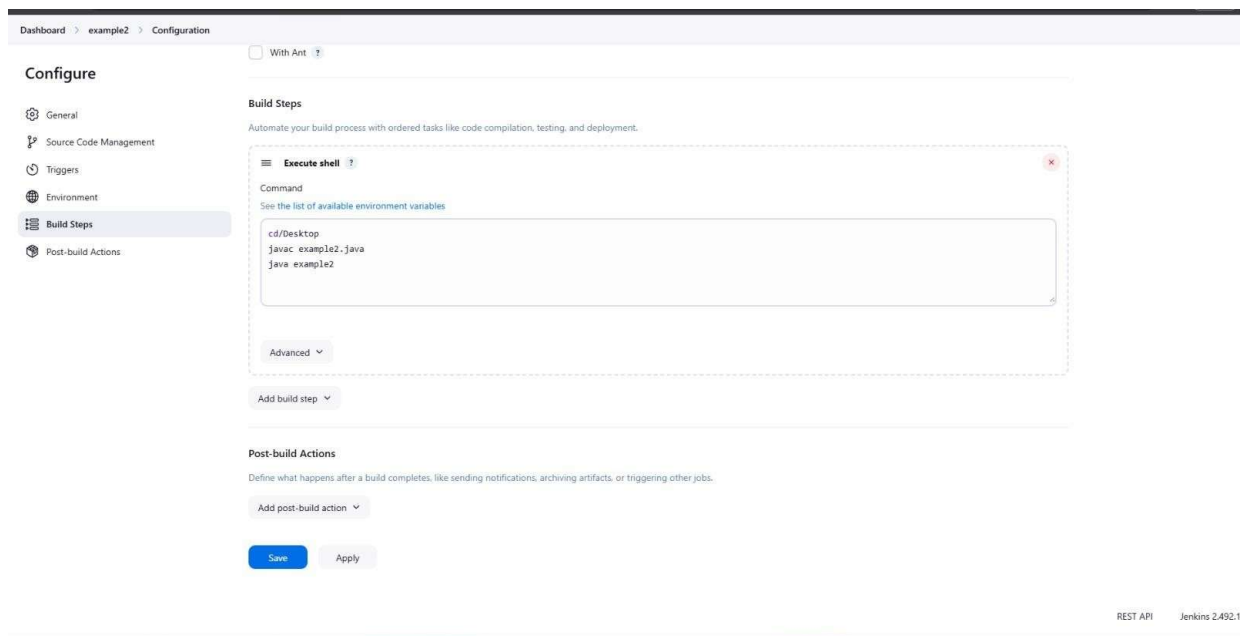 Dashboard > example2 > Configuration
Configure
General
Source Code Management
Triggers
Environment
Build Steps
Post-build Actions
With Ant ?
Build Steps
Automate your build process with ordered tasks like code compilation, testing, and deployment.
Execute shell ?
Command
See the list of available environment variables
cd/Desktop
javac example2.java
java example2
Advanced
Add build step
Post-build Actions
Define what happens after a build completes, like sending notifications, archiving artifacts, or triggering other jobs.
Add post-build action
Save Apply
REST API Jenkins 2.492.1